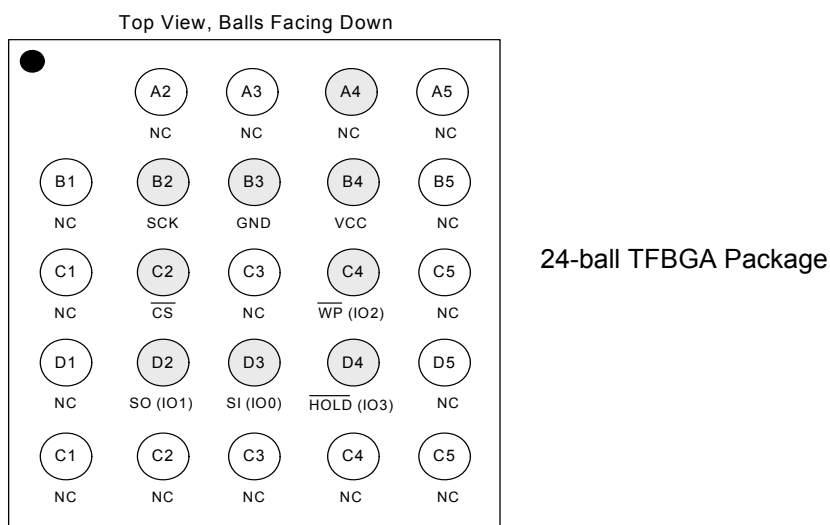 Top View, Balls Facing Down
A2 A3 A4 A5
NC NC NC NC
B1 B2 B3 B4 B5
NC SCK GND VCC NC
24-ball TFBGA Package
C1 C2 C3 C4 C5
NC C̅S̅ NC W̅P̅ (IO2) NC
D1 D2 D3 D4 D5
NC SO (IO1) SI (IO0) H̅O̅L̅D̅ (IO3) NC
C1 C2 C3 C4 C5
NC NC NC NC NC